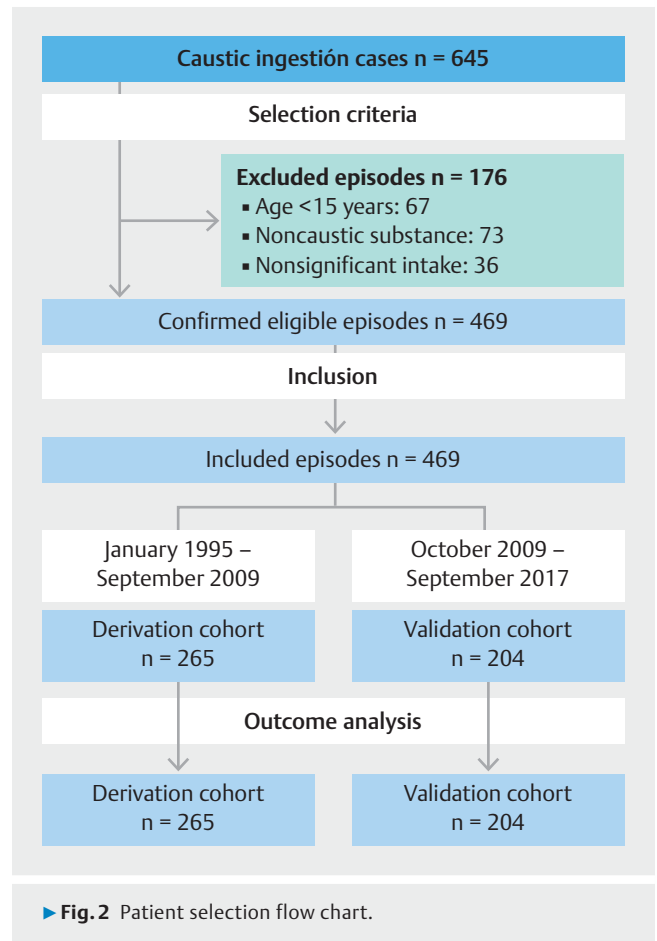 Caustic ingestión cases n = 645
Selection criteria
Excluded episodes n = 176
▪ Age <15 years: 67
▪ Noncaustic substance: 73
▪ Nonsignificant intake: 36
Confirmed eligible episodes n = 469
Inclusion
Included episodes n = 469
January 1995 –
September 2009
October 2009 –
September 2017
Derivation cohort
n = 265
Validation cohort
n = 204
Outcome analysis
Derivation cohort
n = 265
Validation cohort
n = 204
▶ Fig. 2 Patient selection flow chart.